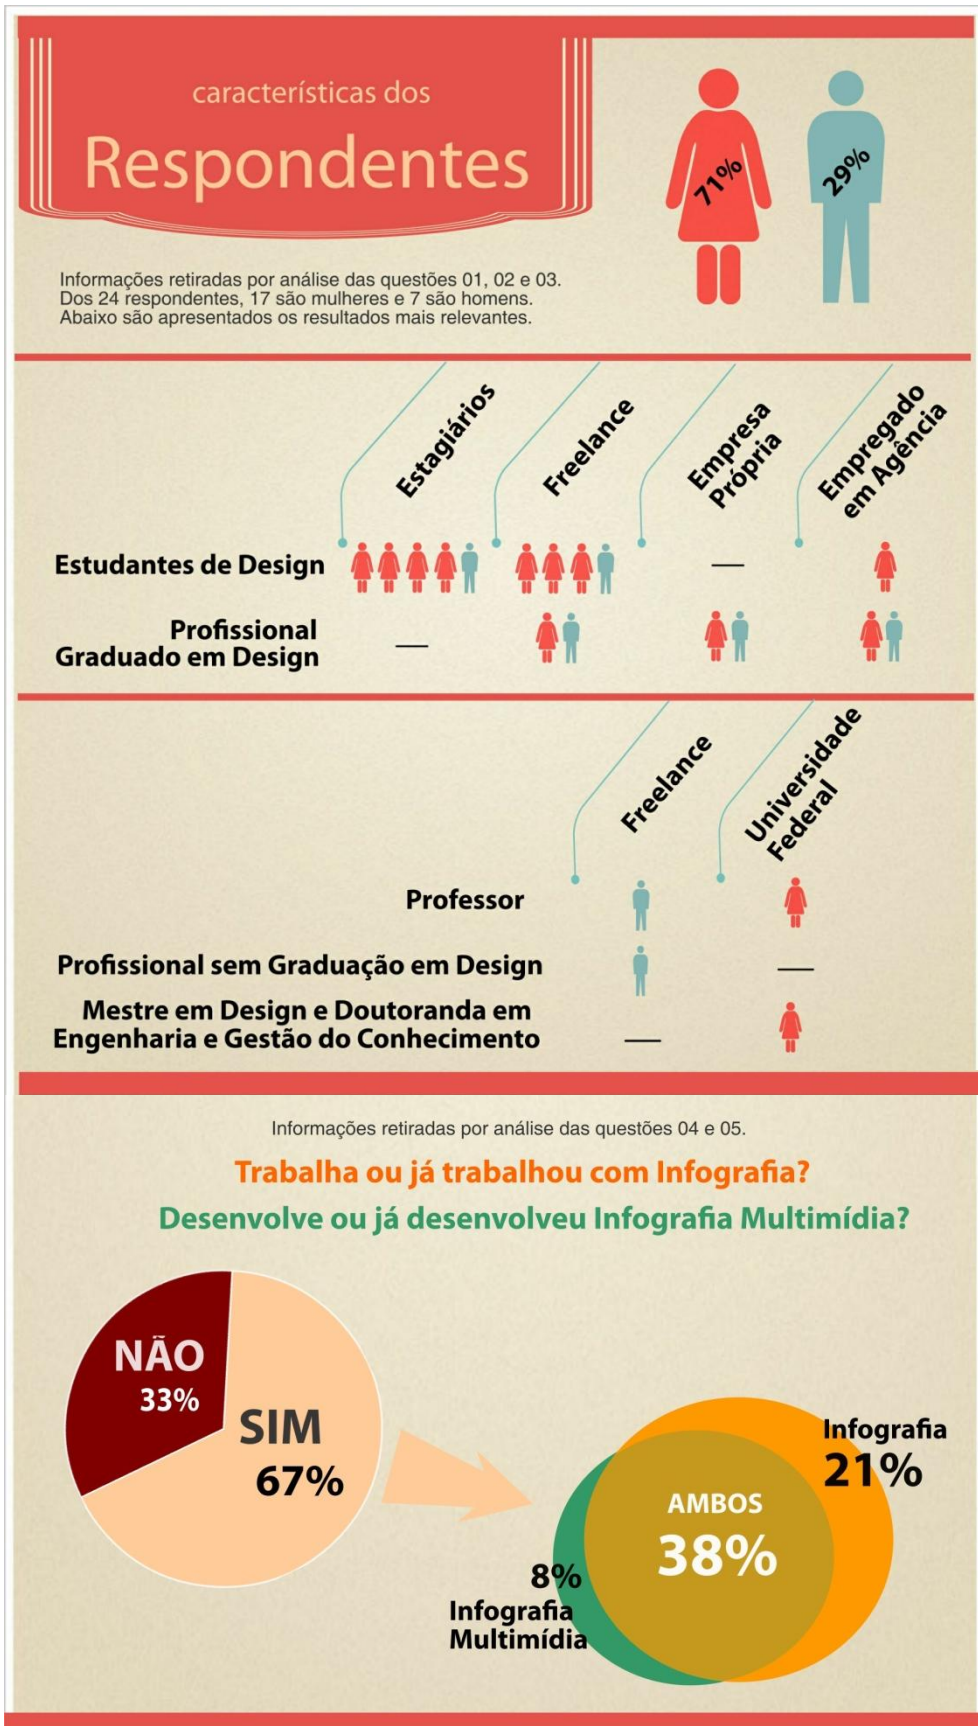 características dos
Respondentes
71%
29%
Informações retiradas por análise das questões 01, 02 e 03.
Dos 24 respondentes, 17 são mulheres e 7 são homens.
Abaixo são apresentados os resultados mais relevantes.
Estagiários
Freelance
Empresa
Própria
Empregado
em Agência
Estudantes de Design
Profissional
Graduado em Design
Freelance
Universidade
Federal
Professor
Profissional sem Graduação em Design
Mestre em Design e Doutoranda em
Engenharia e Gestão do Conhecimento
Informações retiradas por análise das questões 04 e 05.
Trabalha ou já trabalhou com Infografia?
Desenvolve ou já desenvolveu Infografia Multimídia?
NÃO
33%
SIM
67%
Infografia
21%
AMBOS
38%
8%
Infografia
Multimídia